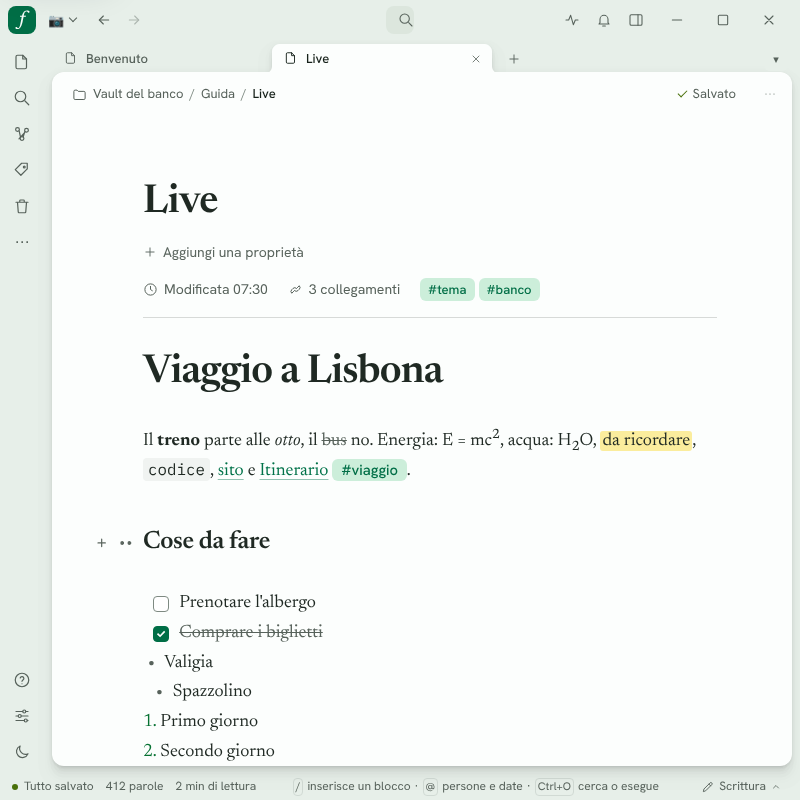 f
Benvenuto
Live
Vault del banco / Guida / Live
Salvato
Live
Aggiungi una proprietà
Modificata 07:30
3 collegamenti
#tema
#banco
Viaggio a Lisbona
Il treno parte alle otto, il bus no. Energia: E = mc², acqua: H₂O, da ricordare,
codice, sito e Itinerario #viaggio.
Cose da fare
Prenotare l'albergo
Comprare i biglietti
• Valigia
• Spazzolino
1. Primo giorno
2. Secondo giorno
Tutto salvato 412 parole 2 min di lettura / inserisce un blocco · @ persone e date · Ctrl+O cerca o esegue Scrittura